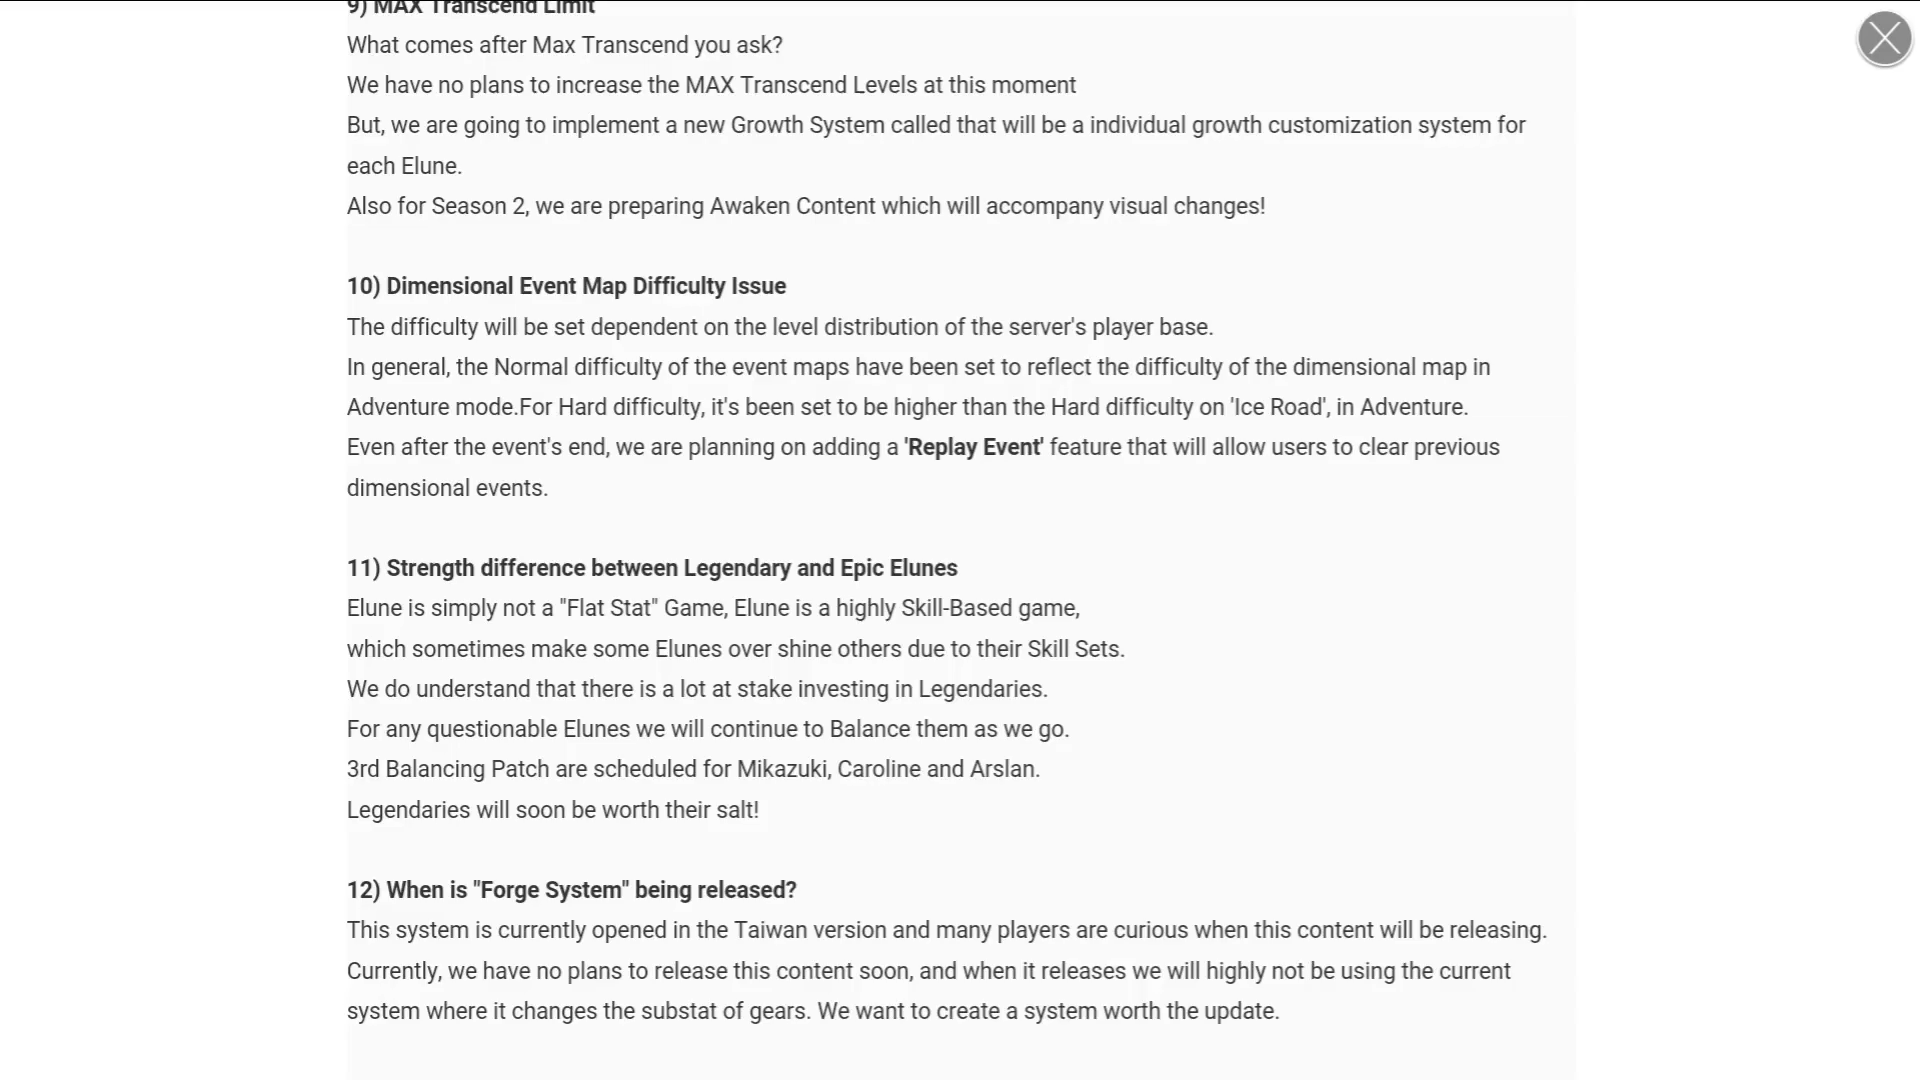 9) MAX Transcend Limit
What comes after Max Transcend you ask?
We have no plans to increase the MAX Transcend Levels at this moment
But, we are going to implement a new Growth System called that will be a individual growth customization system for
each Elune.
Also for Season 2, we are preparing Awaken Content which will accompany visual changes!
10) Dimensional Event Map Difficulty Issue
The difficulty will be set dependent on the level distribution of the server's player base.
In general, the Normal difficulty of the event maps have been set to reflect the difficulty of the dimensional map in
Adventure mode.For Hard difficulty, it's been set to be higher than the Hard difficulty on 'Ice Road', in Adventure.
Even after the event's end, we are planning on adding a 'Replay Event' feature that will allow users to clear previous
dimensional events.
11) Strength difference between Legendary and Epic Elunes
Elune is simply not a "Flat Stat" Game, Elune is a highly Skill-Based game,
which sometimes make some Elunes over shine others due to their Skill Sets.
We do understand that there is a lot at stake investing in Legendaries.
For any questionable Elunes we will continue to Balance them as we go.
3rd Balancing Patch are scheduled for Mikazuki, Caroline and Arslan.
Legendaries will soon be worth their salt!
12) When is "Forge System" being released?
This system is currently opened in the Taiwan version and many players are curious when this content will be releasing.
Currently, we have no plans to release this content soon, and when it releases we will highly not be using the current
system where it changes the substat of gears. We want to create a system worth the update.